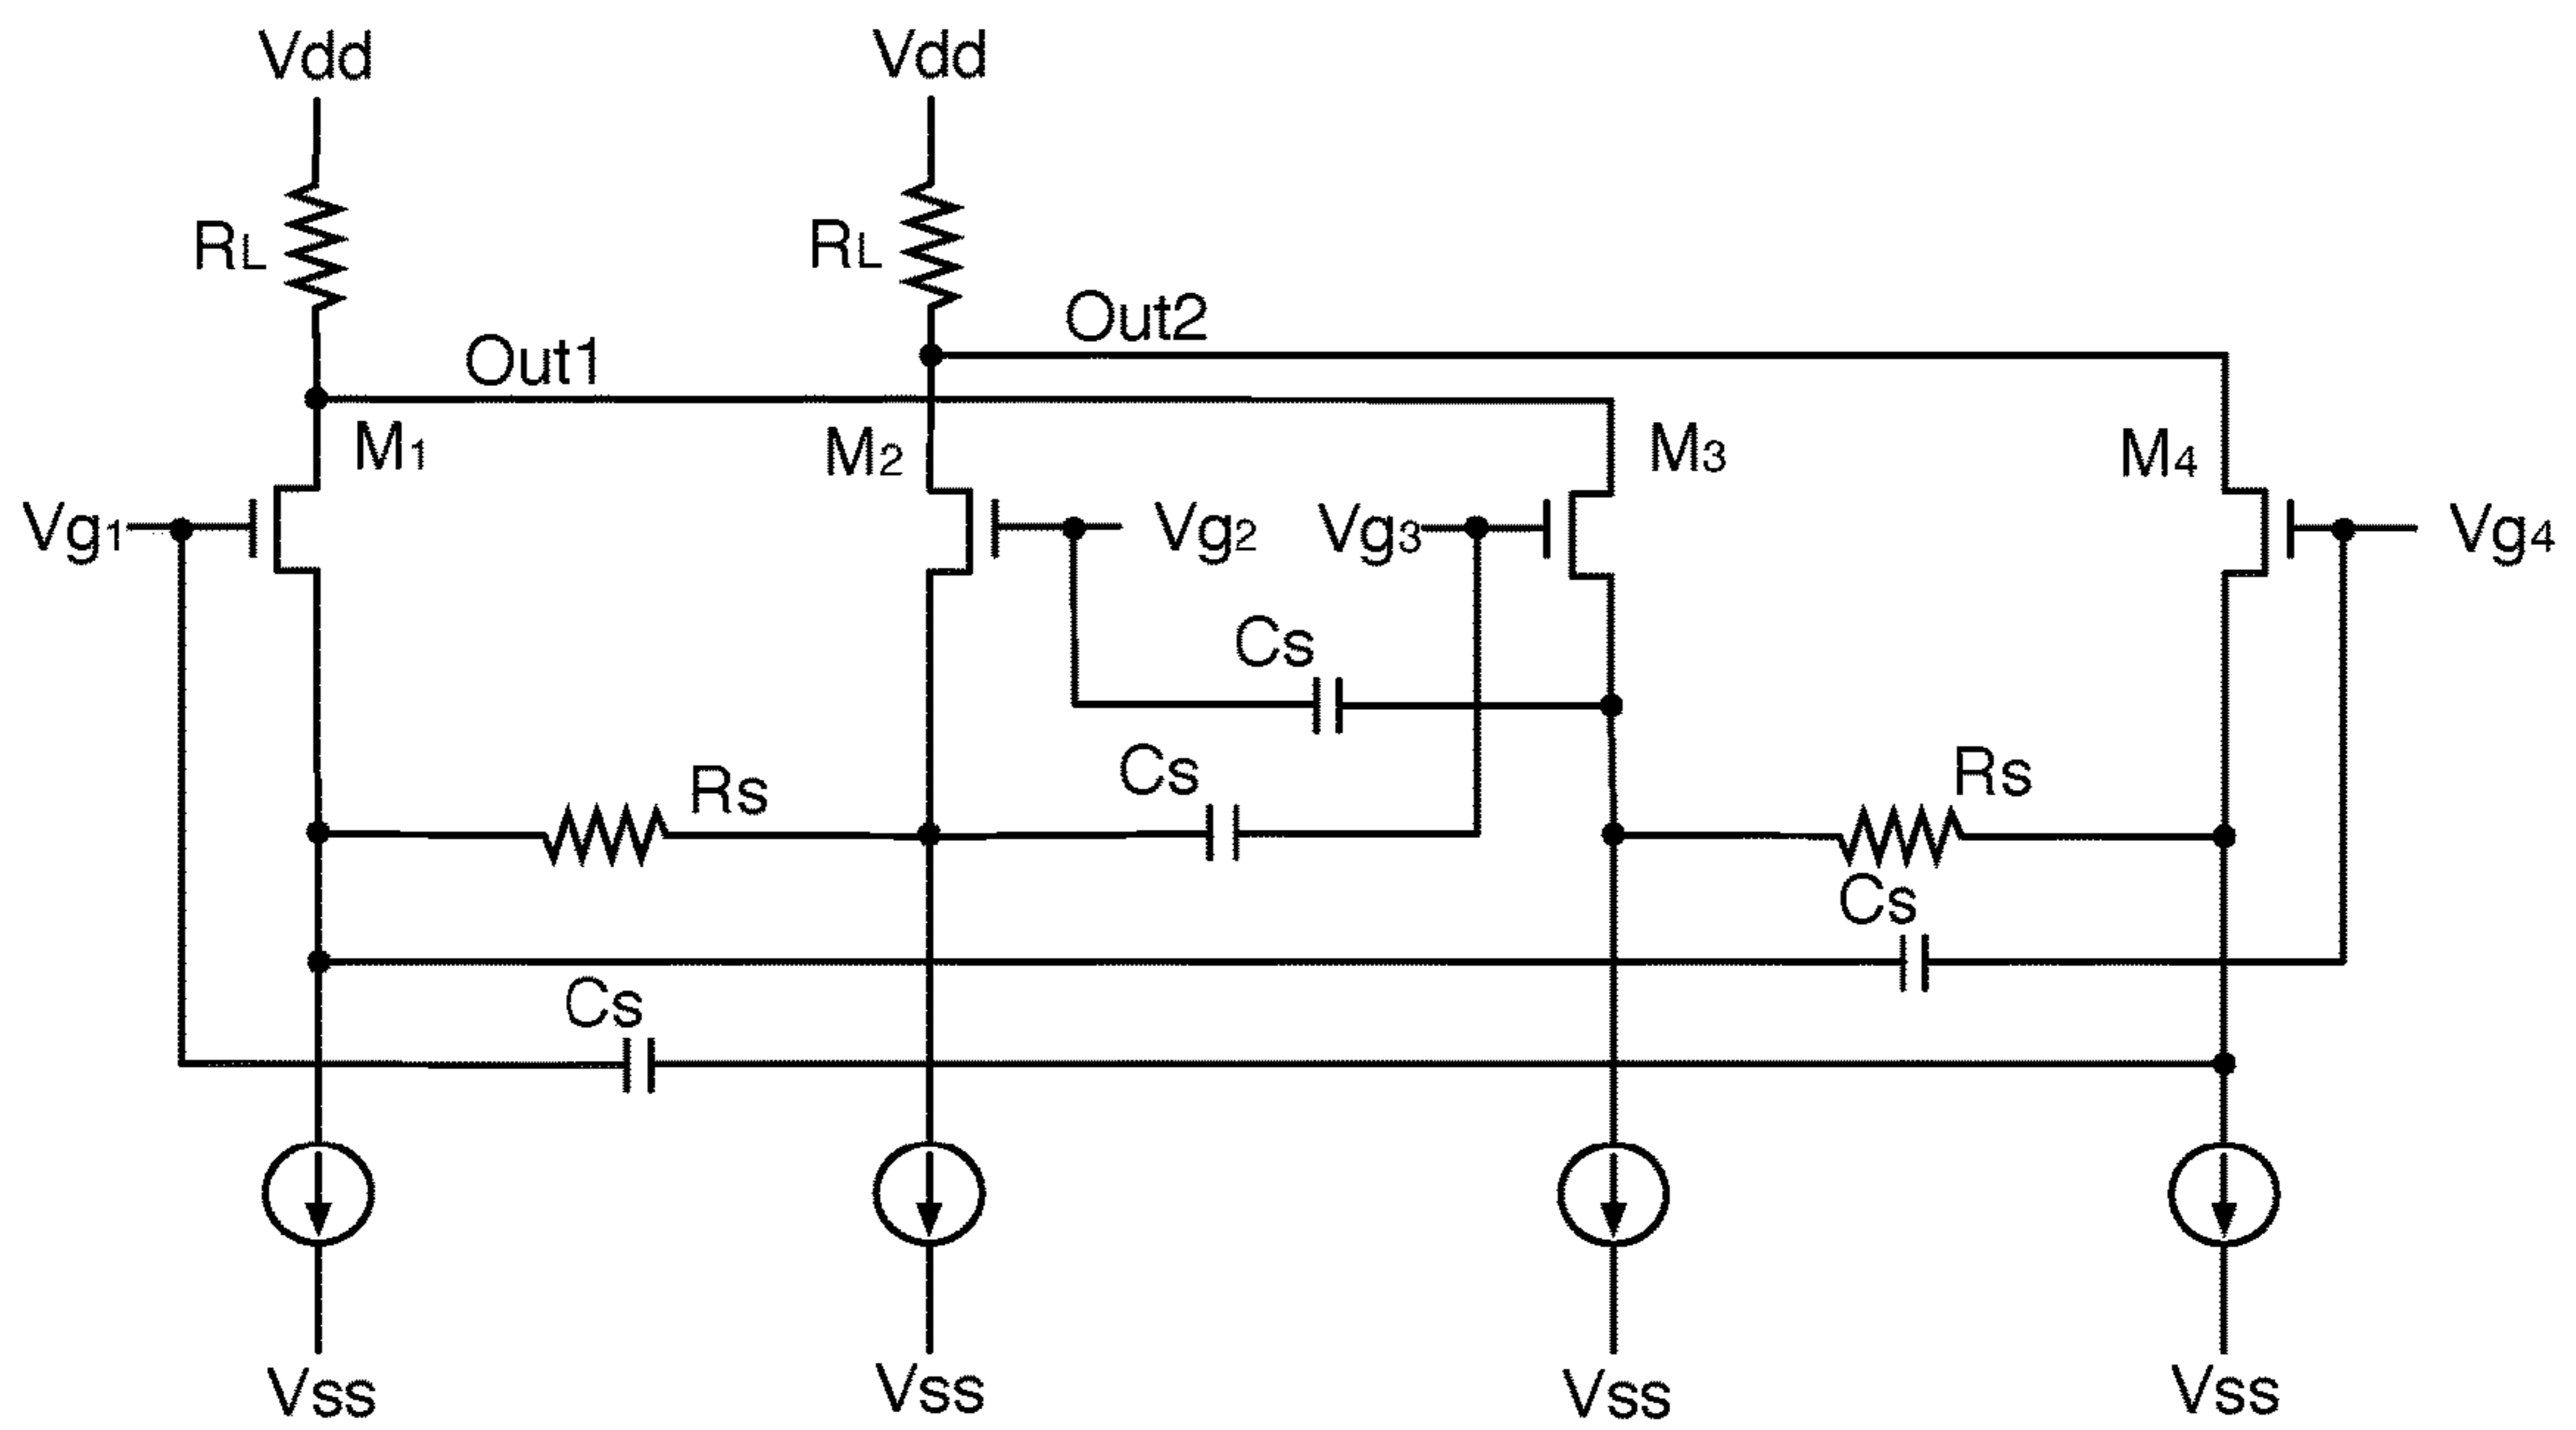 Vdd Vdd
RL RL
Out1 Out2
M1 M2 M3 M4
Vg1 Vg2 Vg3 Vg4
Cs
Rs Cs Rs
Cs
Cs
Vss Vss Vss Vss